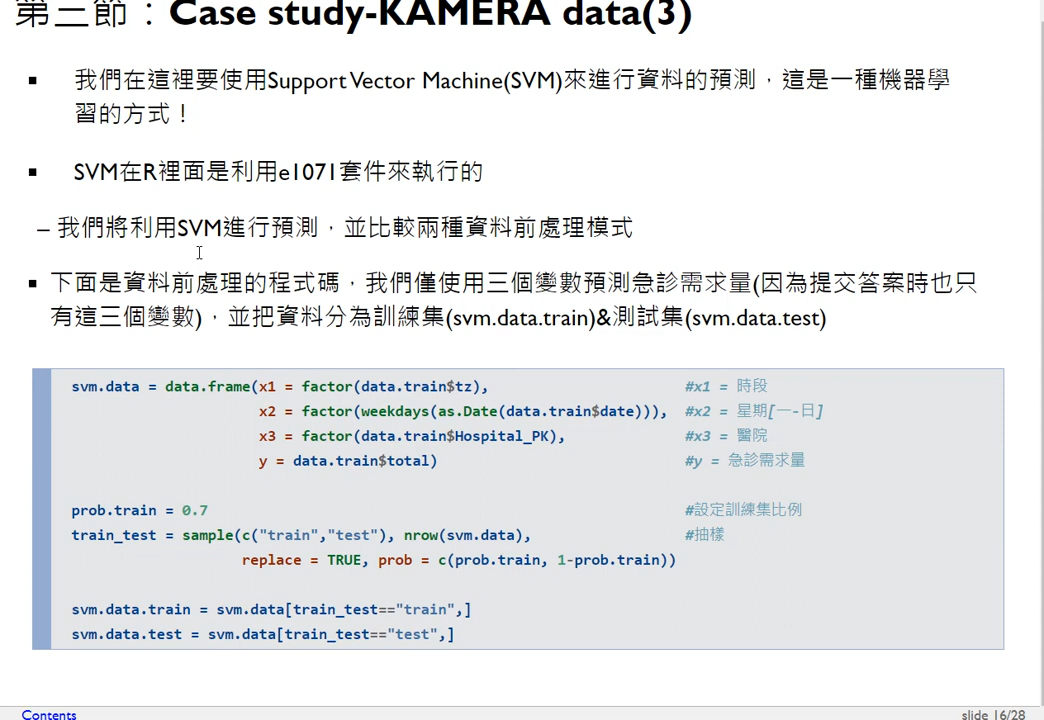 第三節：Case study-KAMERA data(3)
▪ 我們在這裡要使用Support Vector Machine(SVM)來進行資料的預測，這是一種機器學
習的方式！
▪ SVM在R裡面是利用e1071套件來執行的
– 我們將利用SVM進行預測，並比較兩種資料前處理模式
▪ 下面是資料前處理的程式碼，我們僅使用三個變數預測急診需求量(因為提交答案時也只
有這三個變數)，並把資料分為訓練集(svm.data.train)&測試集(svm.data.test)
svm.data = data.frame(x1 = factor(data.train$tz), #x1 = 時段
x2 = factor(weekdays(as.Date(data.train$date))), #x2 = 星期[一-日]
x3 = factor(data.train$Hospital_PK), #x3 = 醫院
y = data.train$total) #y = 急診需求量
prob.train = 0.7 #設定訓練集比例
train_test = sample(c("train","test"), nrow(svm.data), #抽樣
replace = TRUE, prob = c(prob.train, 1-prob.train))
svm.data.train = svm.data[train_test=="train",]
svm.data.test = svm.data[train_test=="test",]
Contents slide 16/28